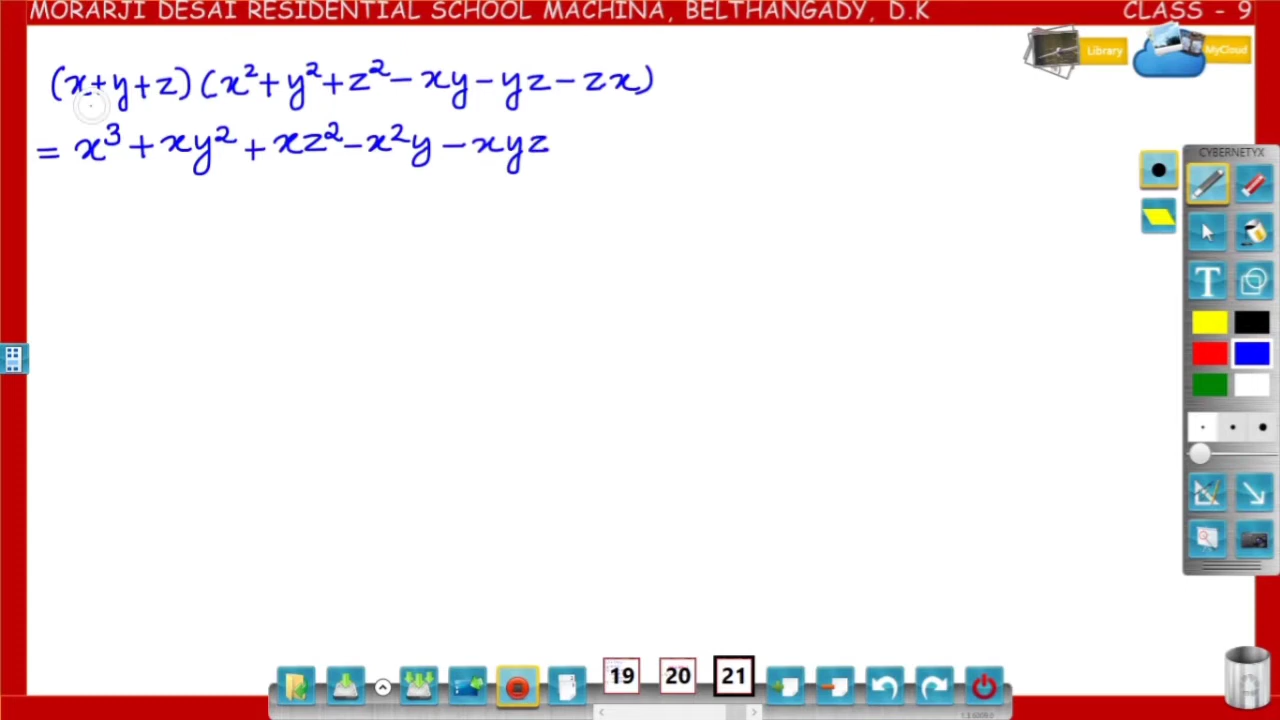 MORARJI DESAI RESIDENTIAL SCHOOL MACHINA, BELTHANGADY, D.K CLASS - 9
Library
MyCloud
(x+y+z)(x²+y²+z²-xy-yz-zx)
= x³+xy²+xz²-x²y-xyz
CYBERNETYX
T
19 20 21